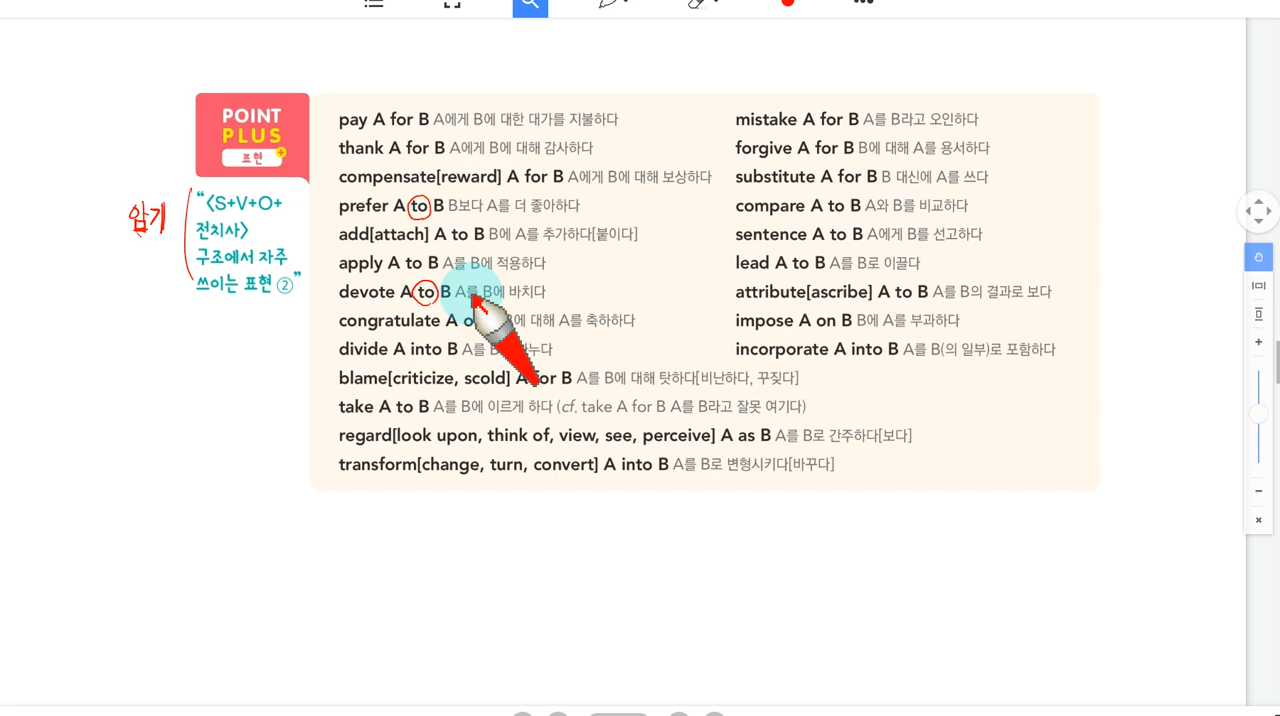 POINT
PLUS
표현
암기
"〈S+V+O+
전치사〉
구조에서 자주
쓰이는 표현 ②"
pay A for B A에게 B에 대한 대가를 지불하다
thank A for B A에게 B에 대해 감사하다
compensate[reward] A for B A에게 B에 대해 보상하다
prefer A to B B보다 A를 더 좋아하다
add[attach] A to B B에 A를 추가하다[붙이다]
apply A to B A를 B에 적용하다
devote A to B A를 B에 바치다
congratulate A 에 대해 A를 축하하다
divide A into B A를
mistake A for B A를 B라고 오인하다
forgive A for B B에 대해 A를 용서하다
substitute A for B B 대신에 A를 쓰다
compare A to B A와 B를 비교하다
sentence A to B A에게 B를 선고하다
lead A to B A를 B로 이끌다
attribute[ascribe] A to B A를 B의 결과로 보다
impose A on B B에 A를 부과하다
incorporate A into B A를 B(의 일부)로 포함하다
blame[criticize, scold] A for B A를 B에 대해 탓하다[비난하다, 꾸짖다]
take A to B A를 B에 이르게 하다 (cf. take A for B A를 B라고 잘못 여기다)
regard[look upon, think of, view, see, perceive] A as B A를 B로 간주하다[보다]
transform[change, turn, convert] A into B A를 B로 변형시키다[바꾸다]